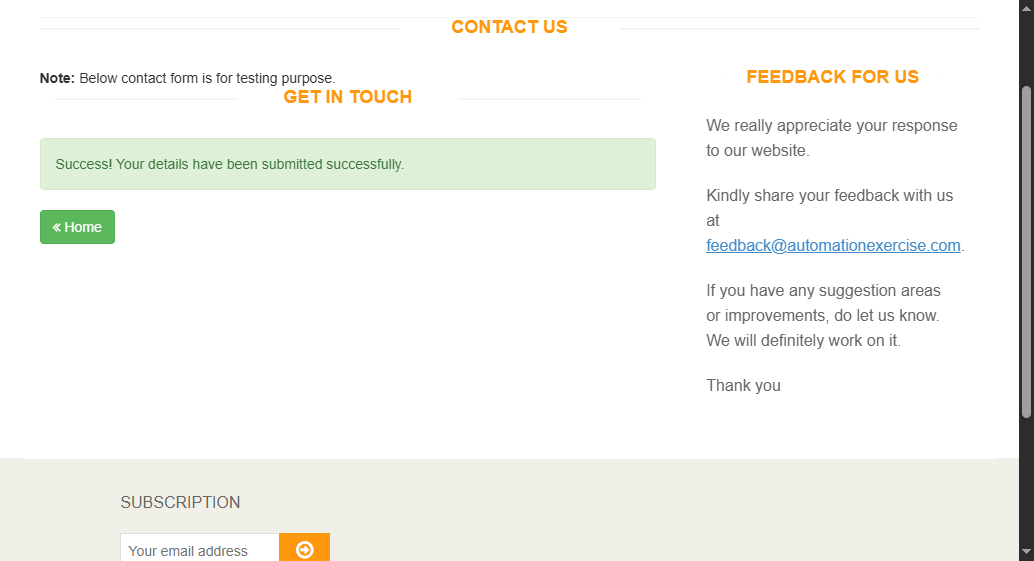 CONTACT US
Note: Below contact form is for testing purpose.
GET IN TOUCH
Success! Your details have been submitted successfully.
« Home
FEEDBACK FOR US
We really appreciate your response
to our website.
Kindly share your feedback with us
at
feedback@automationexercise.com.
If you have any suggestion areas
or improvements, do let us know.
We will definitely work on it.
Thank you
SUBSCRIPTION
Your email address